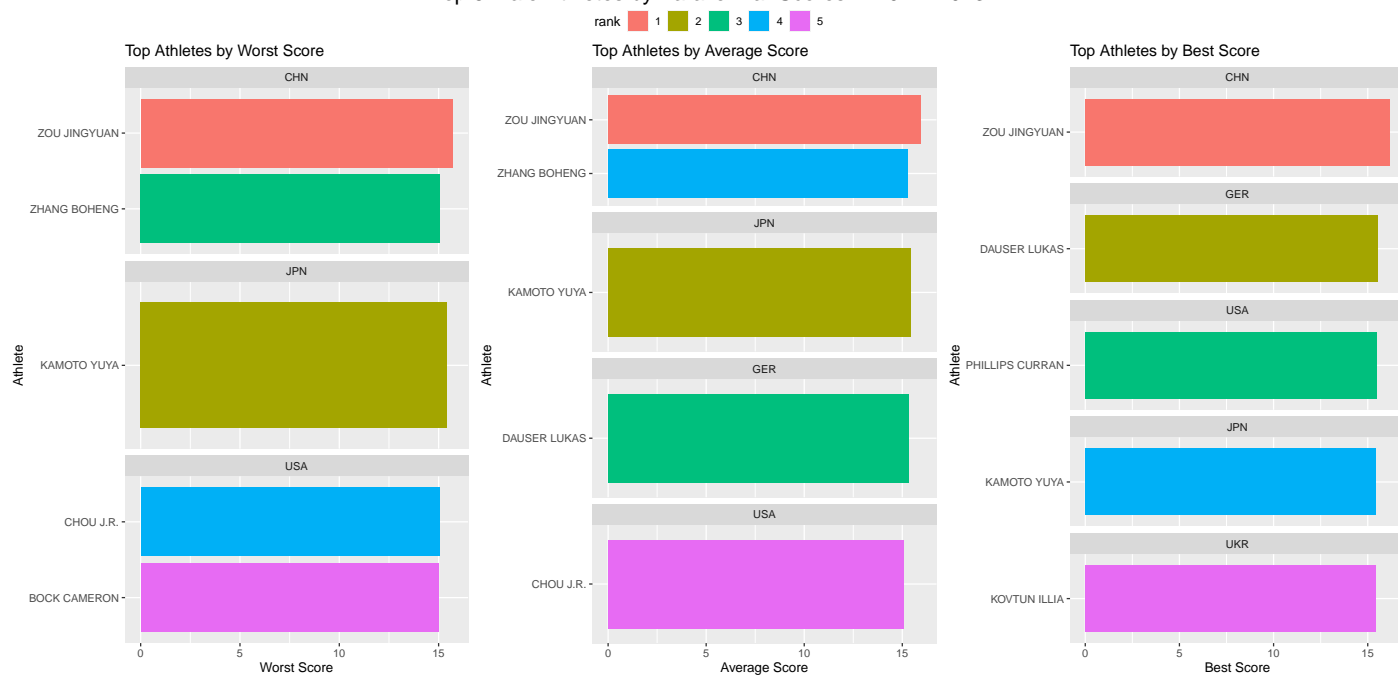 rank 1 2 3 4 5
Top Athletes by Worst Score
CHN
ZOU JINGYUAN
ZHANG BOHENG
JPN
KAMOTO YUYA
USA
CHOU J.R.
BOCK CAMERON
0 5 10 15
Worst Score
Athlete
Top Athletes by Average Score
CHN
ZOU JINGYUAN
ZHANG BOHENG
JPN
KAMOTO YUYA
GER
DAUSER LUKAS
USA
CHOU J.R.
0 5 10 15
Average Score
Athlete
Top Athletes by Best Score
CHN
ZOU JINGYUAN
GER
DAUSER LUKAS
USA
PHILLIPS CURRAN
JPN
KAMOTO YUYA
UKR
KOVTUN ILLIA
0 5 10 15
Best Score
Athlete